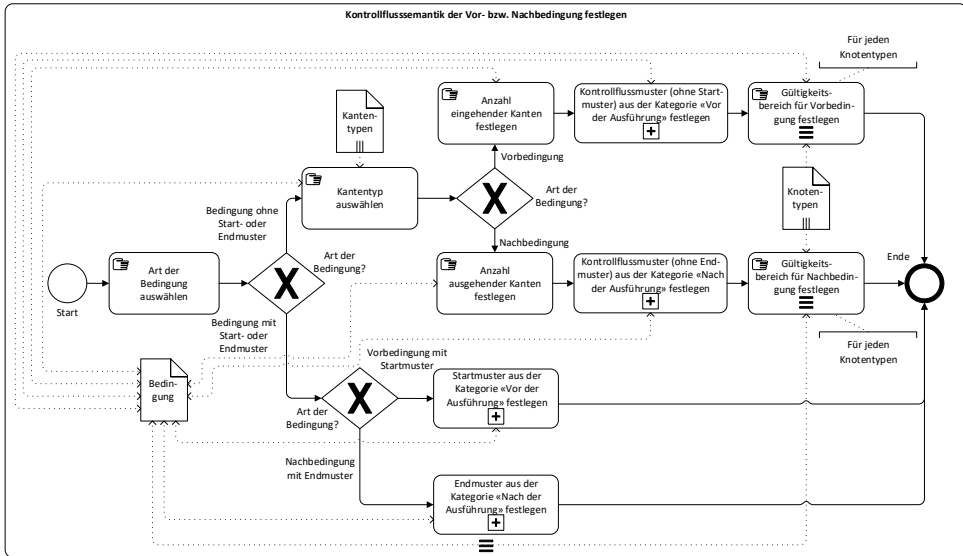 Kontrollflusssemantik der Vor- bzw. Nachbedingung festlegen
Für jeden
Knotentypen
Kanten-
typen
Anzahl
eingehender Kanten
festlegen
Kontrollflussmuster (ohne Start-
muster) aus der Kategorie «Vor
der Ausführung» festlegen
Gültigkeits-
bereich für Vorbedin-
gung festlegen
Vorbedingung
Kantentyp
auswählen
Art der
Bedingung?
Knoten-
typen
Bedingung ohne
Start- oder
Endmuster
Nachbedingung
Start
Art der
Bedingung
auswählen
Art der
Bedingung?
Anzahl
ausgehender Kanten
festlegen
Kontrollflussmuster (ohne End-
muster) aus der Kategorie «Nach
der Ausführung» festlegen
Gültigkeits-
bereich für Nachbedin-
gung festlegen
Ende
Bedingung mit
Start- oder
Endmuster
Für jeden
Knotentypen
Bedin-
gung
Vorbedingung mit
Startmuster
Art der
Bedingung?
Startmuster aus der
Kategorie «Vor der
Ausführung» festlegen
Nachbedingung
mit Endmuster
Endmuster aus der
Kategorie «Nach der
Ausführung» festlegen